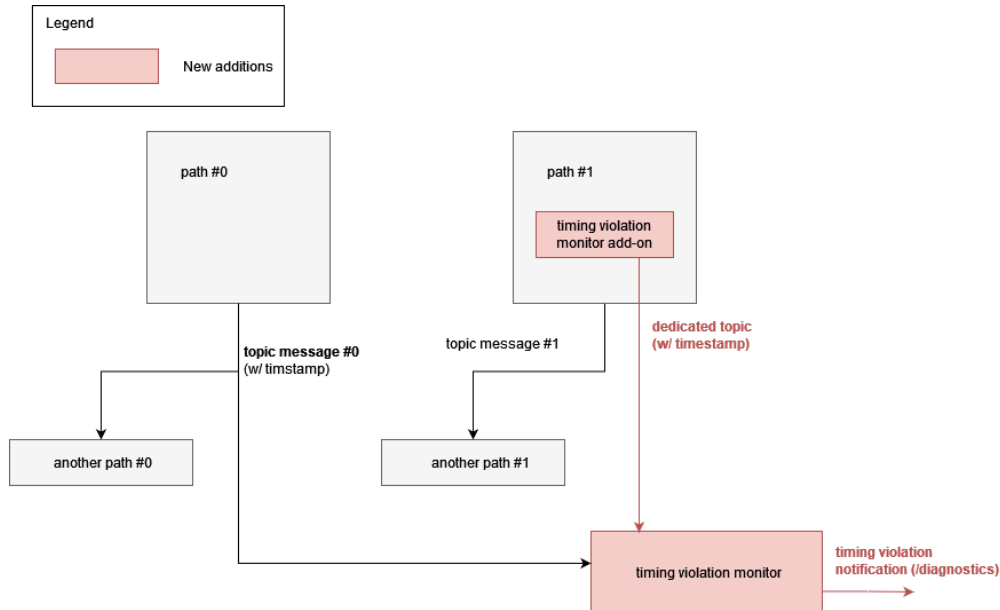 Legend
New additions
path #0
path #1
timing violation
monitor add-on
topic message #0
(w/ timstamp)
topic message #1
dedicated topic
(w/ timestamp)
another path #0
another path #1
timing violation monitor
timing violation
notification (/diagnostics)